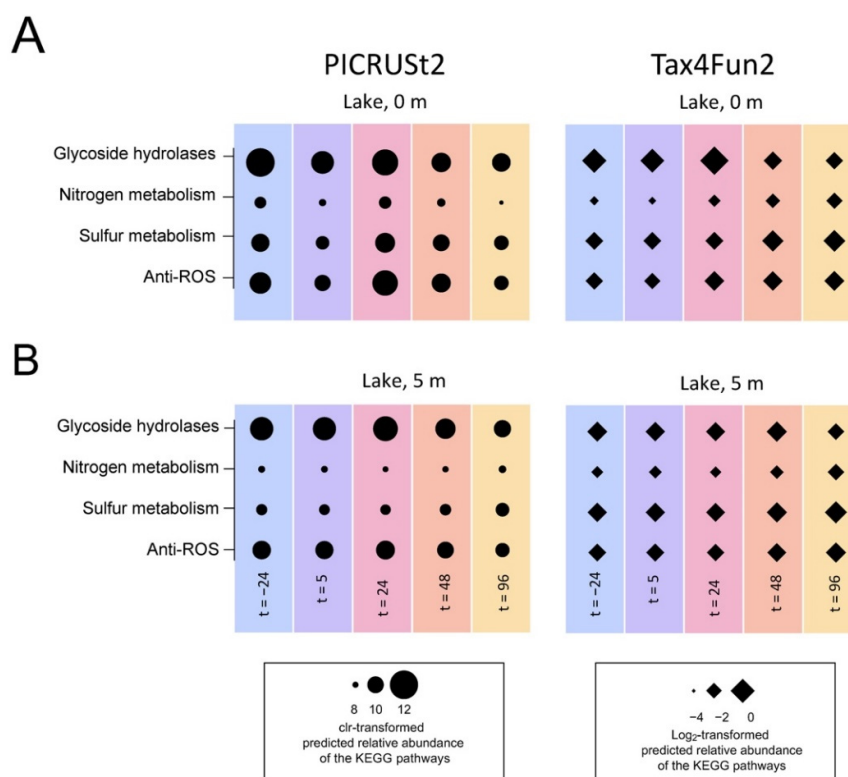 A
PICRUSt2 Tax4Fun2
Lake, 0 m Lake, 0 m
Glycoside hydrolases
Nitrogen metabolism
Sulfur metabolism
Anti-ROS
B
Lake, 5 m Lake, 5 m
Glycoside hydrolases
Nitrogen metabolism
Sulfur metabolism
Anti-ROS
t = −24 t = 5 t = 24 t = 48 t = 96 t = −24 t = 5 t = 24 t = 48 t = 96
8 10 12
clr-transformed
predicted relative abundance
of the KEGG pathways
−4 −2 0
Log₂-transformed
predicted relative abundance
of the KEGG pathways